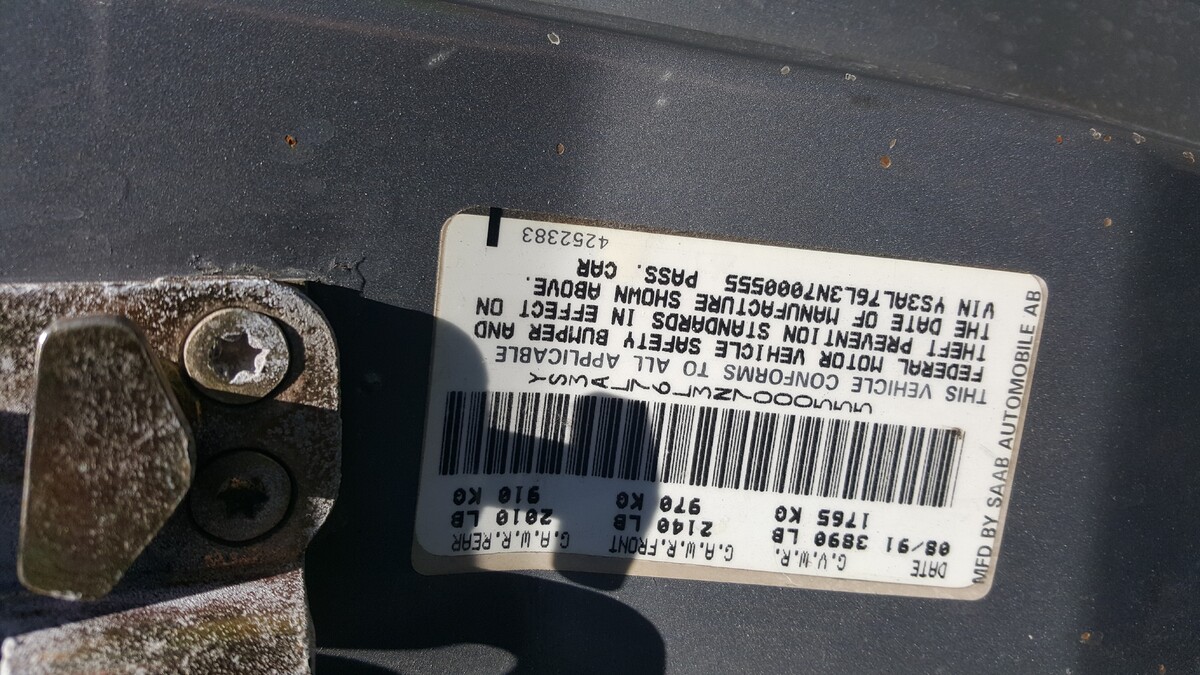 DATE G.V.W.R. G.A.W.R.FRONT G.A.W.R.REAR
08/91 3890 LB 2140 LB 2010 LB
1765 KG 970 KG 910 KG
THIS VEHICLE CONFORMS TO ALL APPLICABLE
FEDERAL MOTOR VEHICLE SAFETY BUMPER AND
THEFT PREVENTION STANDARDS IN EFFECT ON
THE DATE OF MANUFACTURE SHOWN ABOVE.
VIN YS3AL76L3N7000555 PASS. CAR
4252383
MFD BY SAAB AUTOMOBILE AB